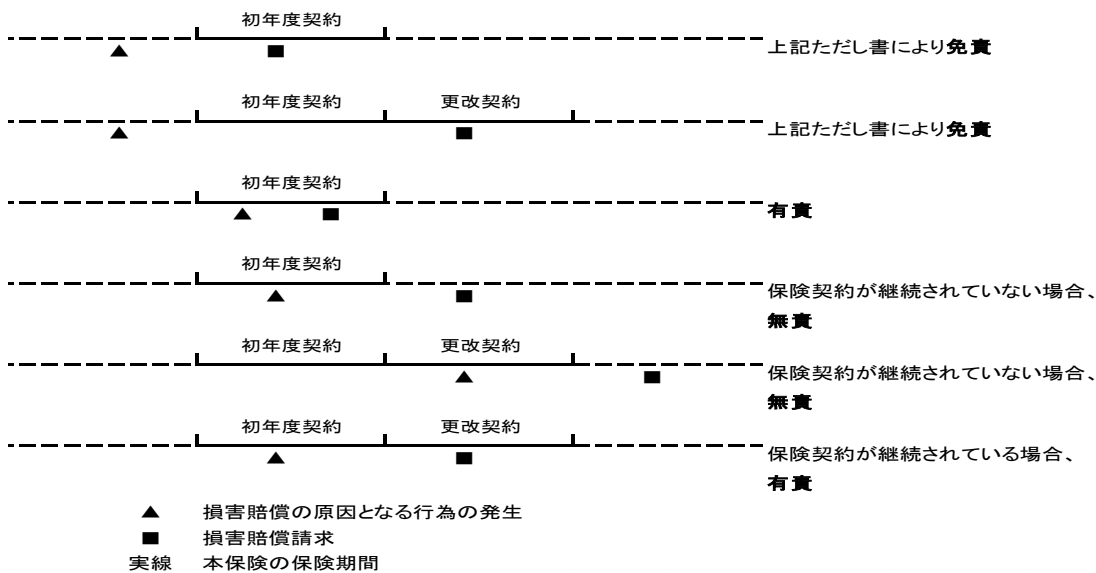 初年度契約
上記ただし書により免責
初年度契約 更改契約
上記ただし書により免責
初年度契約
有責
初年度契約
保険契約が継続されていない場合、
無責
初年度契約 更改契約
保険契約が継続されていない場合、
無責
初年度契約 更改契約
保険契約が継続されている場合、
有責
▲ 損害賠償の原因となる行為の発生
■ 損害賠償請求
実線 本保険の保険期間